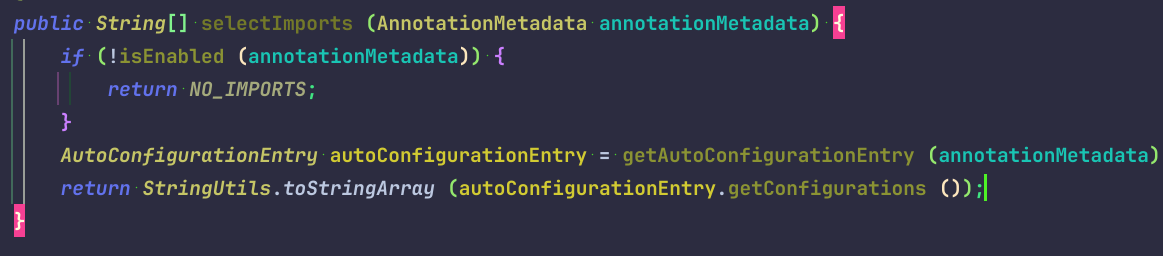 public String[] selectImports (AnnotationMetadata annotationMetadata) {
if (!isEnabled (annotationMetadata)) {
return NO_IMPORTS;
}
AutoConfigurationEntry autoConfigurationEntry = getAutoConfigurationEntry (annotationMetadata)
return StringUtils.toStringArray (autoConfigurationEntry.getConfigurations ());
}